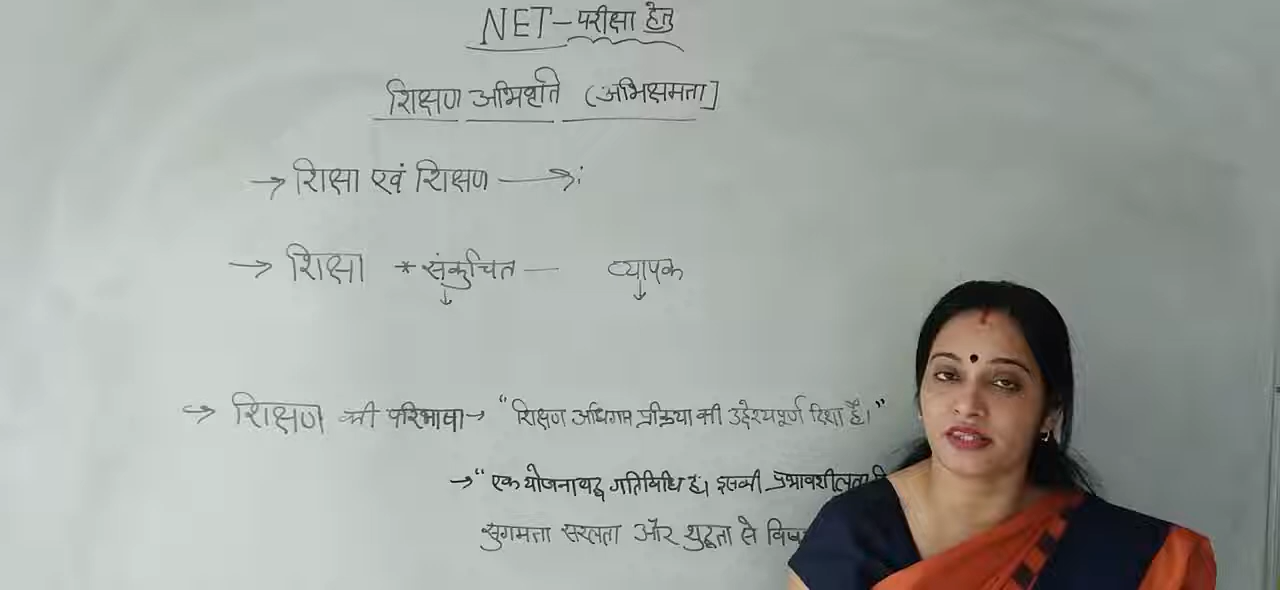 NET - परीक्षा हेतु
शिक्षण अभिवृति (अभिक्षमता]
→ शिक्षा एवं शिक्षण →:
→ शिक्षा * संकुचित — व्यापक
→ शिक्षण की परिभाषा → "शिक्षण अधिगम प्रक्रिया की उद्देश्यपूर्ण दिशा है।"
→ "एक योजनाबद्ध गतिविधि है। इसकी प्रभावशीलता
सुगमता सरलता और शुद्धता से